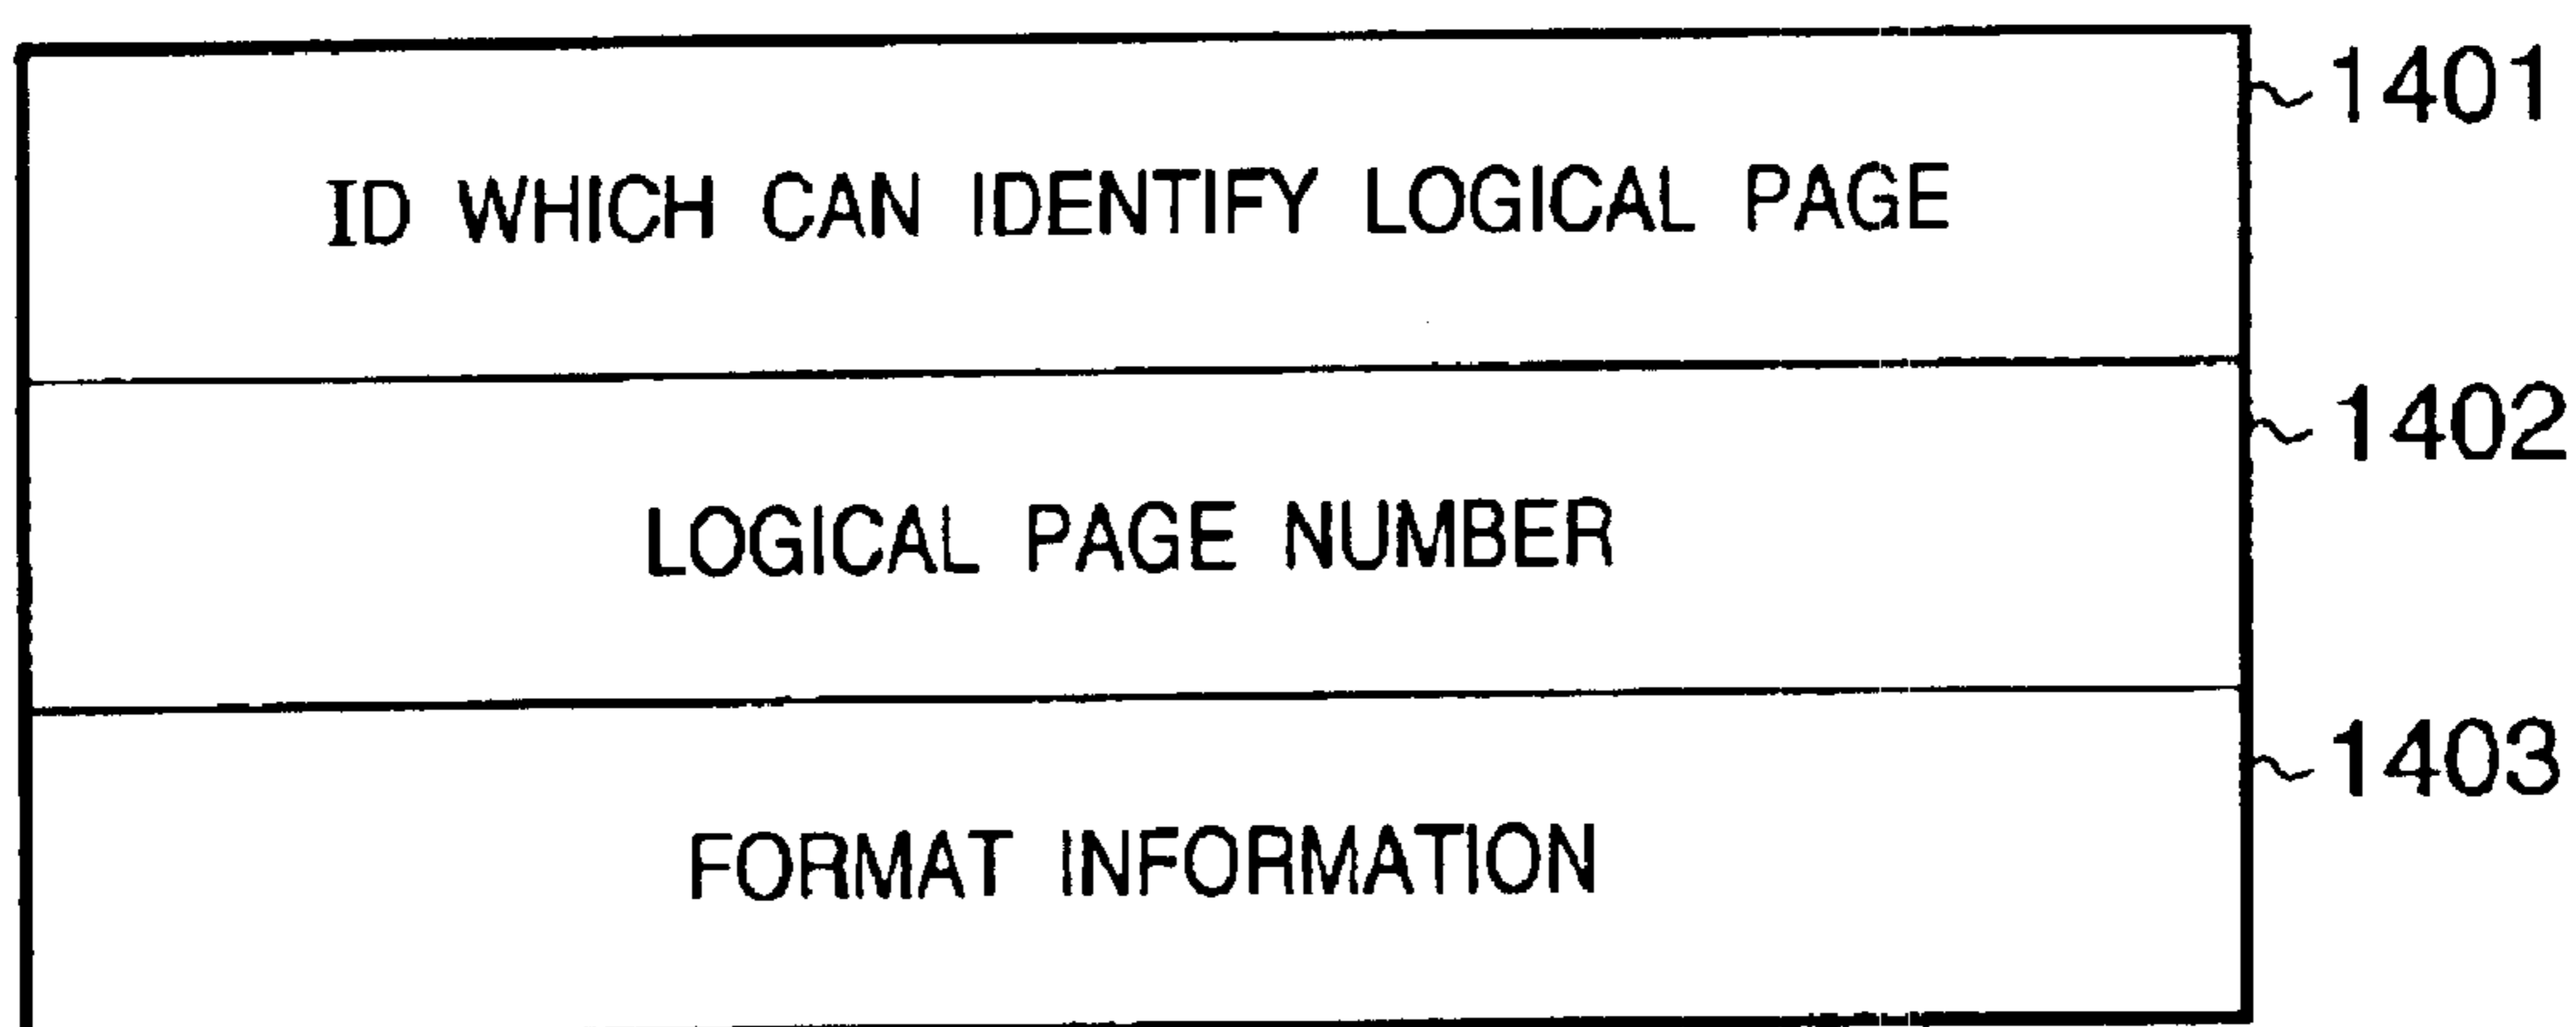 1401
ID WHICH CAN IDENTIFY LOGICAL PAGE
1402
LOGICAL PAGE NUMBER
1403
FORMAT INFORMATION